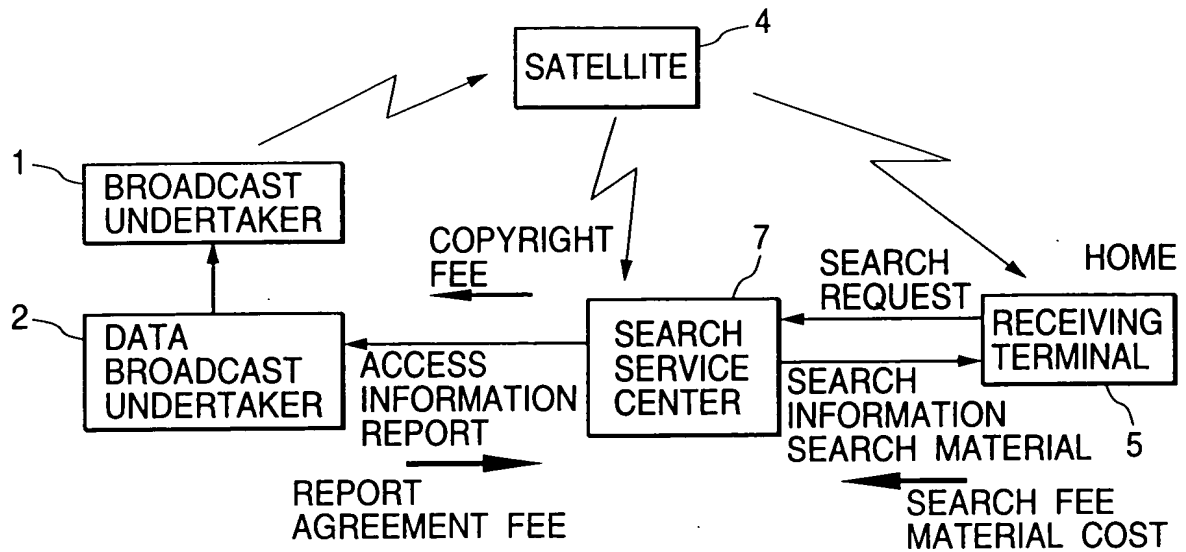 4
SATELLITE
1
BROADCAST
UNDERTAKER
COPYRIGHT
FEE
7
SEARCH
REQUEST
HOME
2
DATA
BROADCAST
UNDERTAKER
ACCESS
INFORMATION
REPORT
SEARCH
SERVICE
CENTER
RECEIVING
TERMINAL
SEARCH
INFORMATION
SEARCH MATERIAL
5
REPORT
AGREEMENT FEE
SEARCH FEE
MATERIAL COST